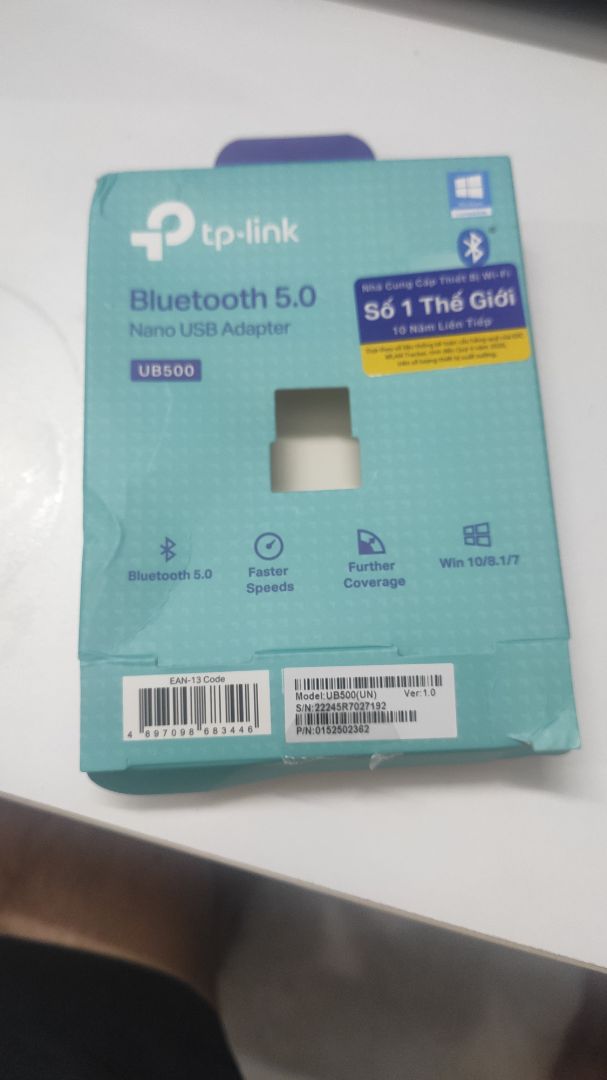 tp-link
Bluetooth 5.0
Nano USB Adapter
UB500
Nhà Cung Cấp Thiết Bị Wi-Fi
Số 1 Thế Giới
10 Năm Liên Tiếp
Bluetooth 5.0
Faster
Speeds
Further
Coverage
Win 10/8.1/7
EAN-13 Code
4 897098 683446
Model:UB500(UN) Ver:1.0
S/N:22245R7027192
P/N:0152502362